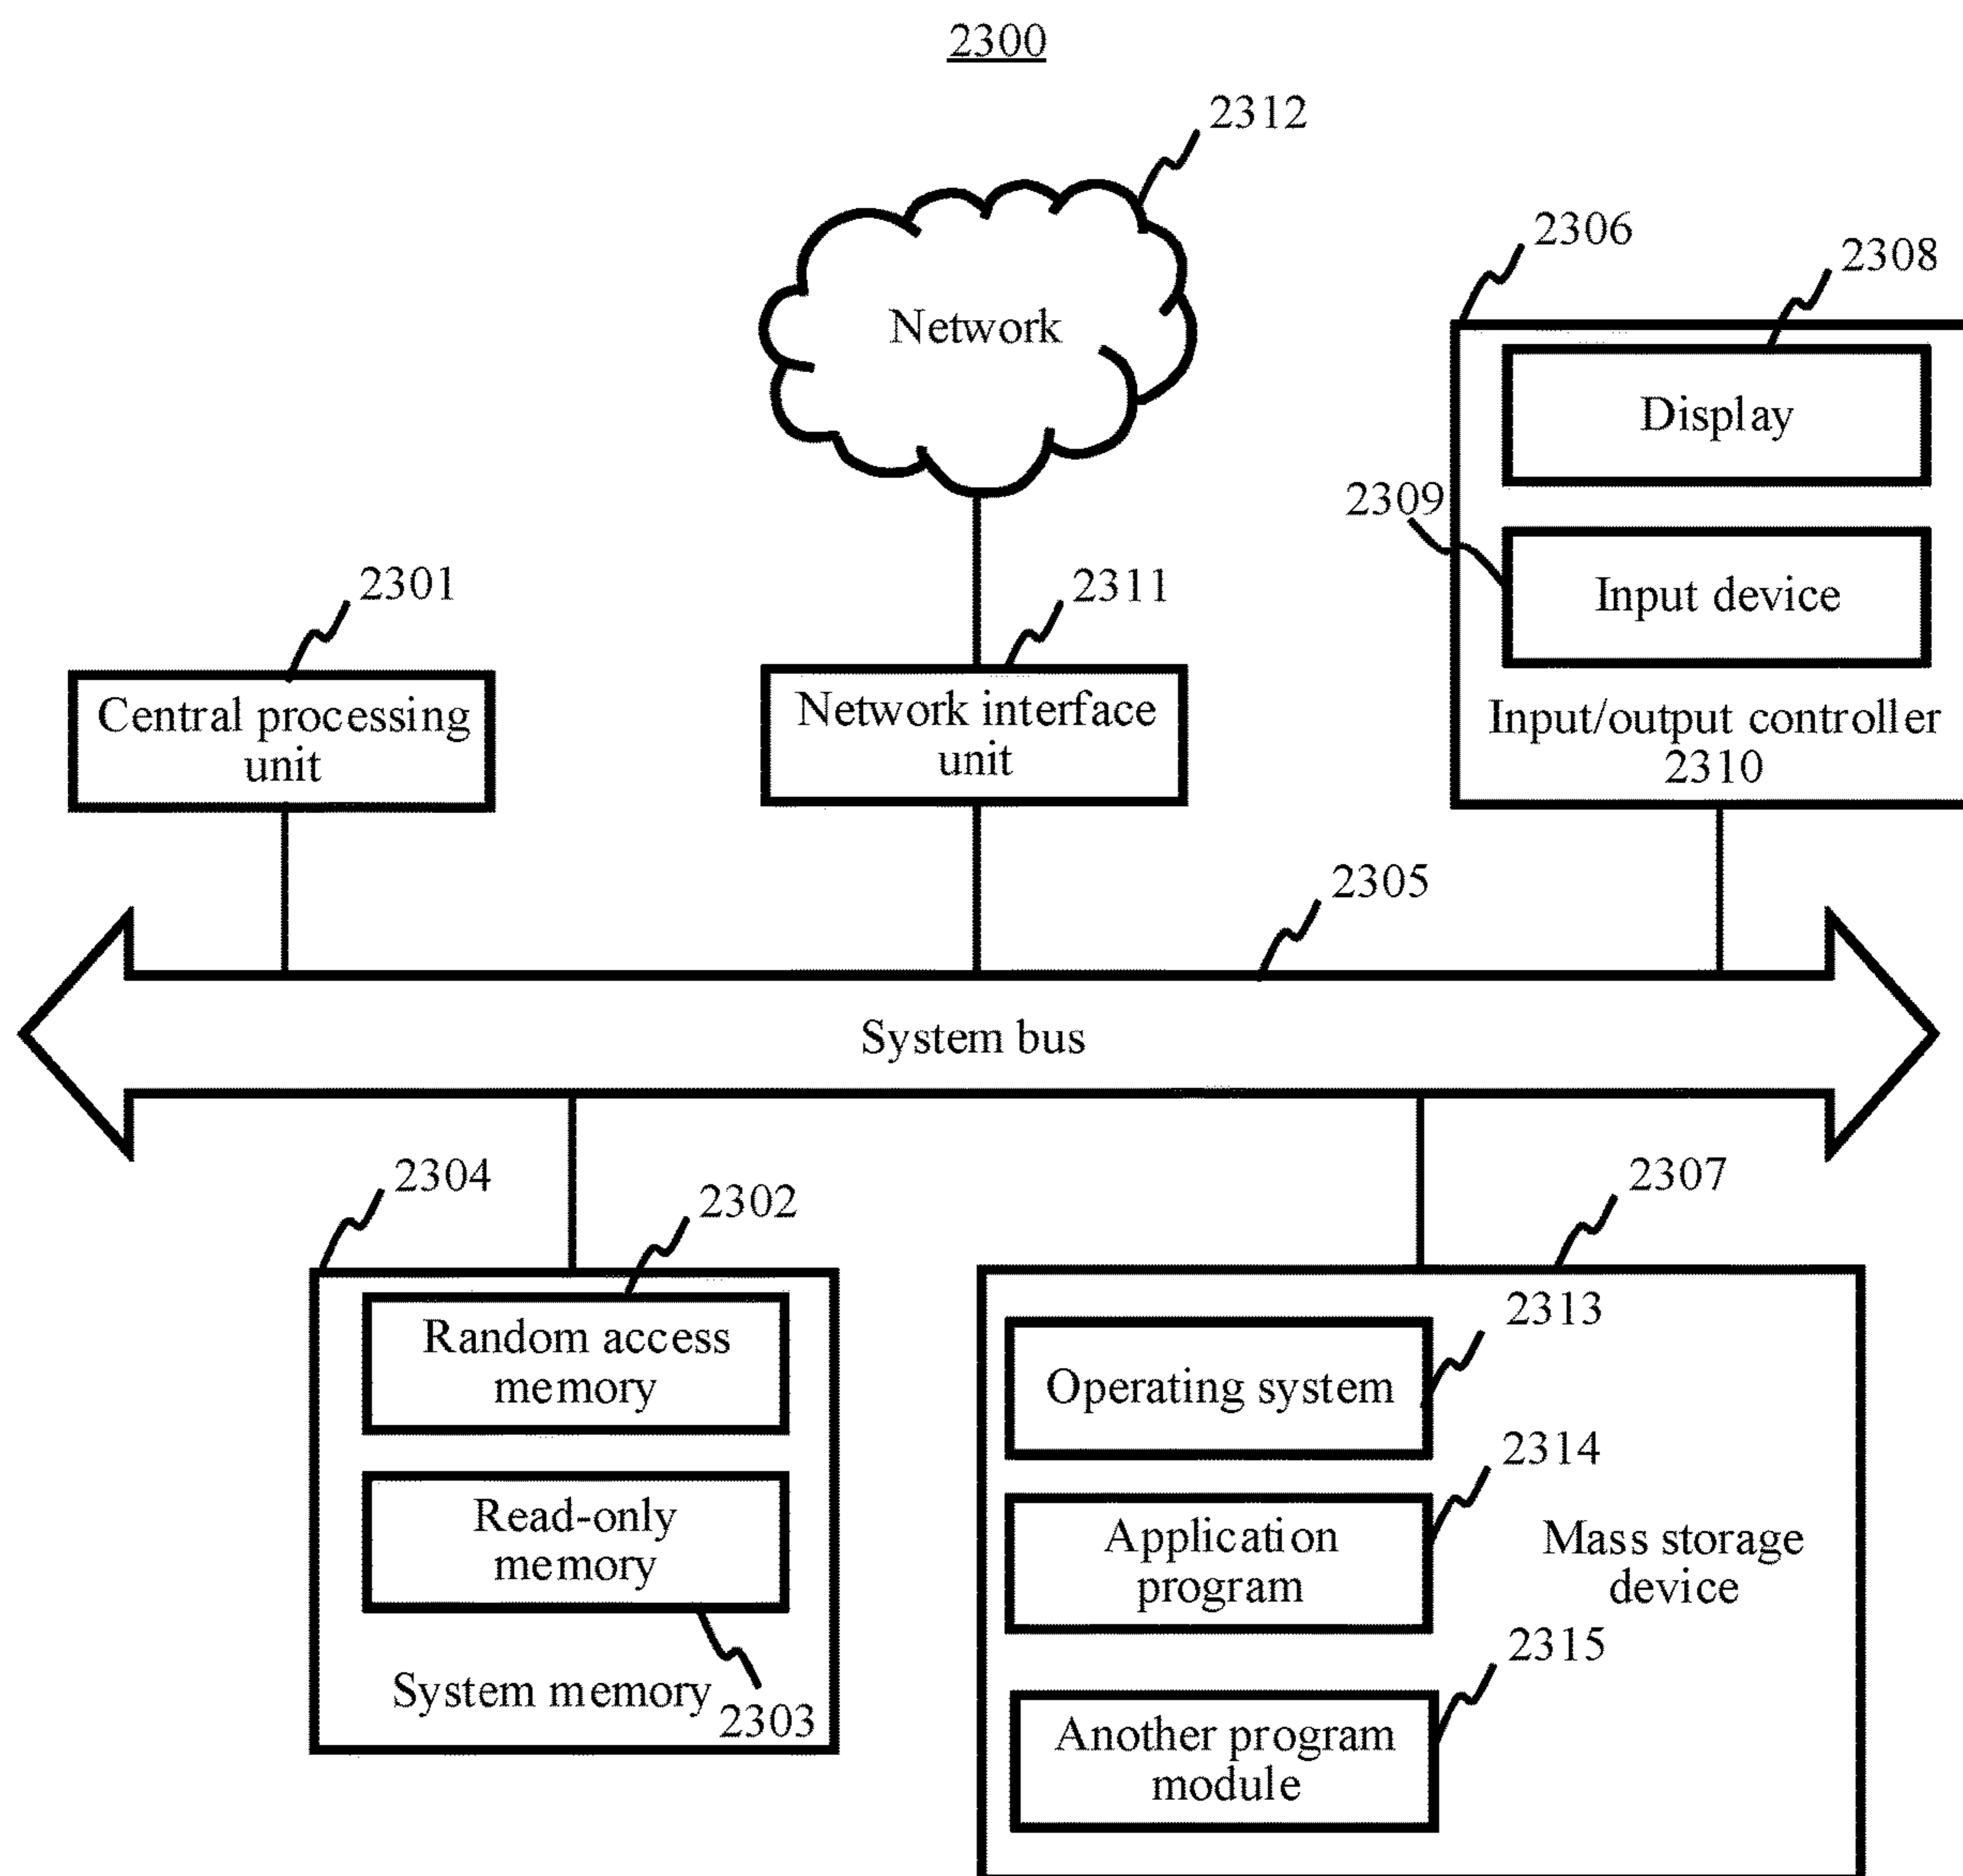 2300
2312
Network
2306
2308
Display
2309
Input device
Input/output controller
2310
2301
Central processing
unit
2311
Network interface
unit
2305
System bus
2304
2302
Random access
memory
Read-only
memory
System memory
2303
2307
2313
Operating system
2314
Application
program
Mass storage
device
2315
Another program
module